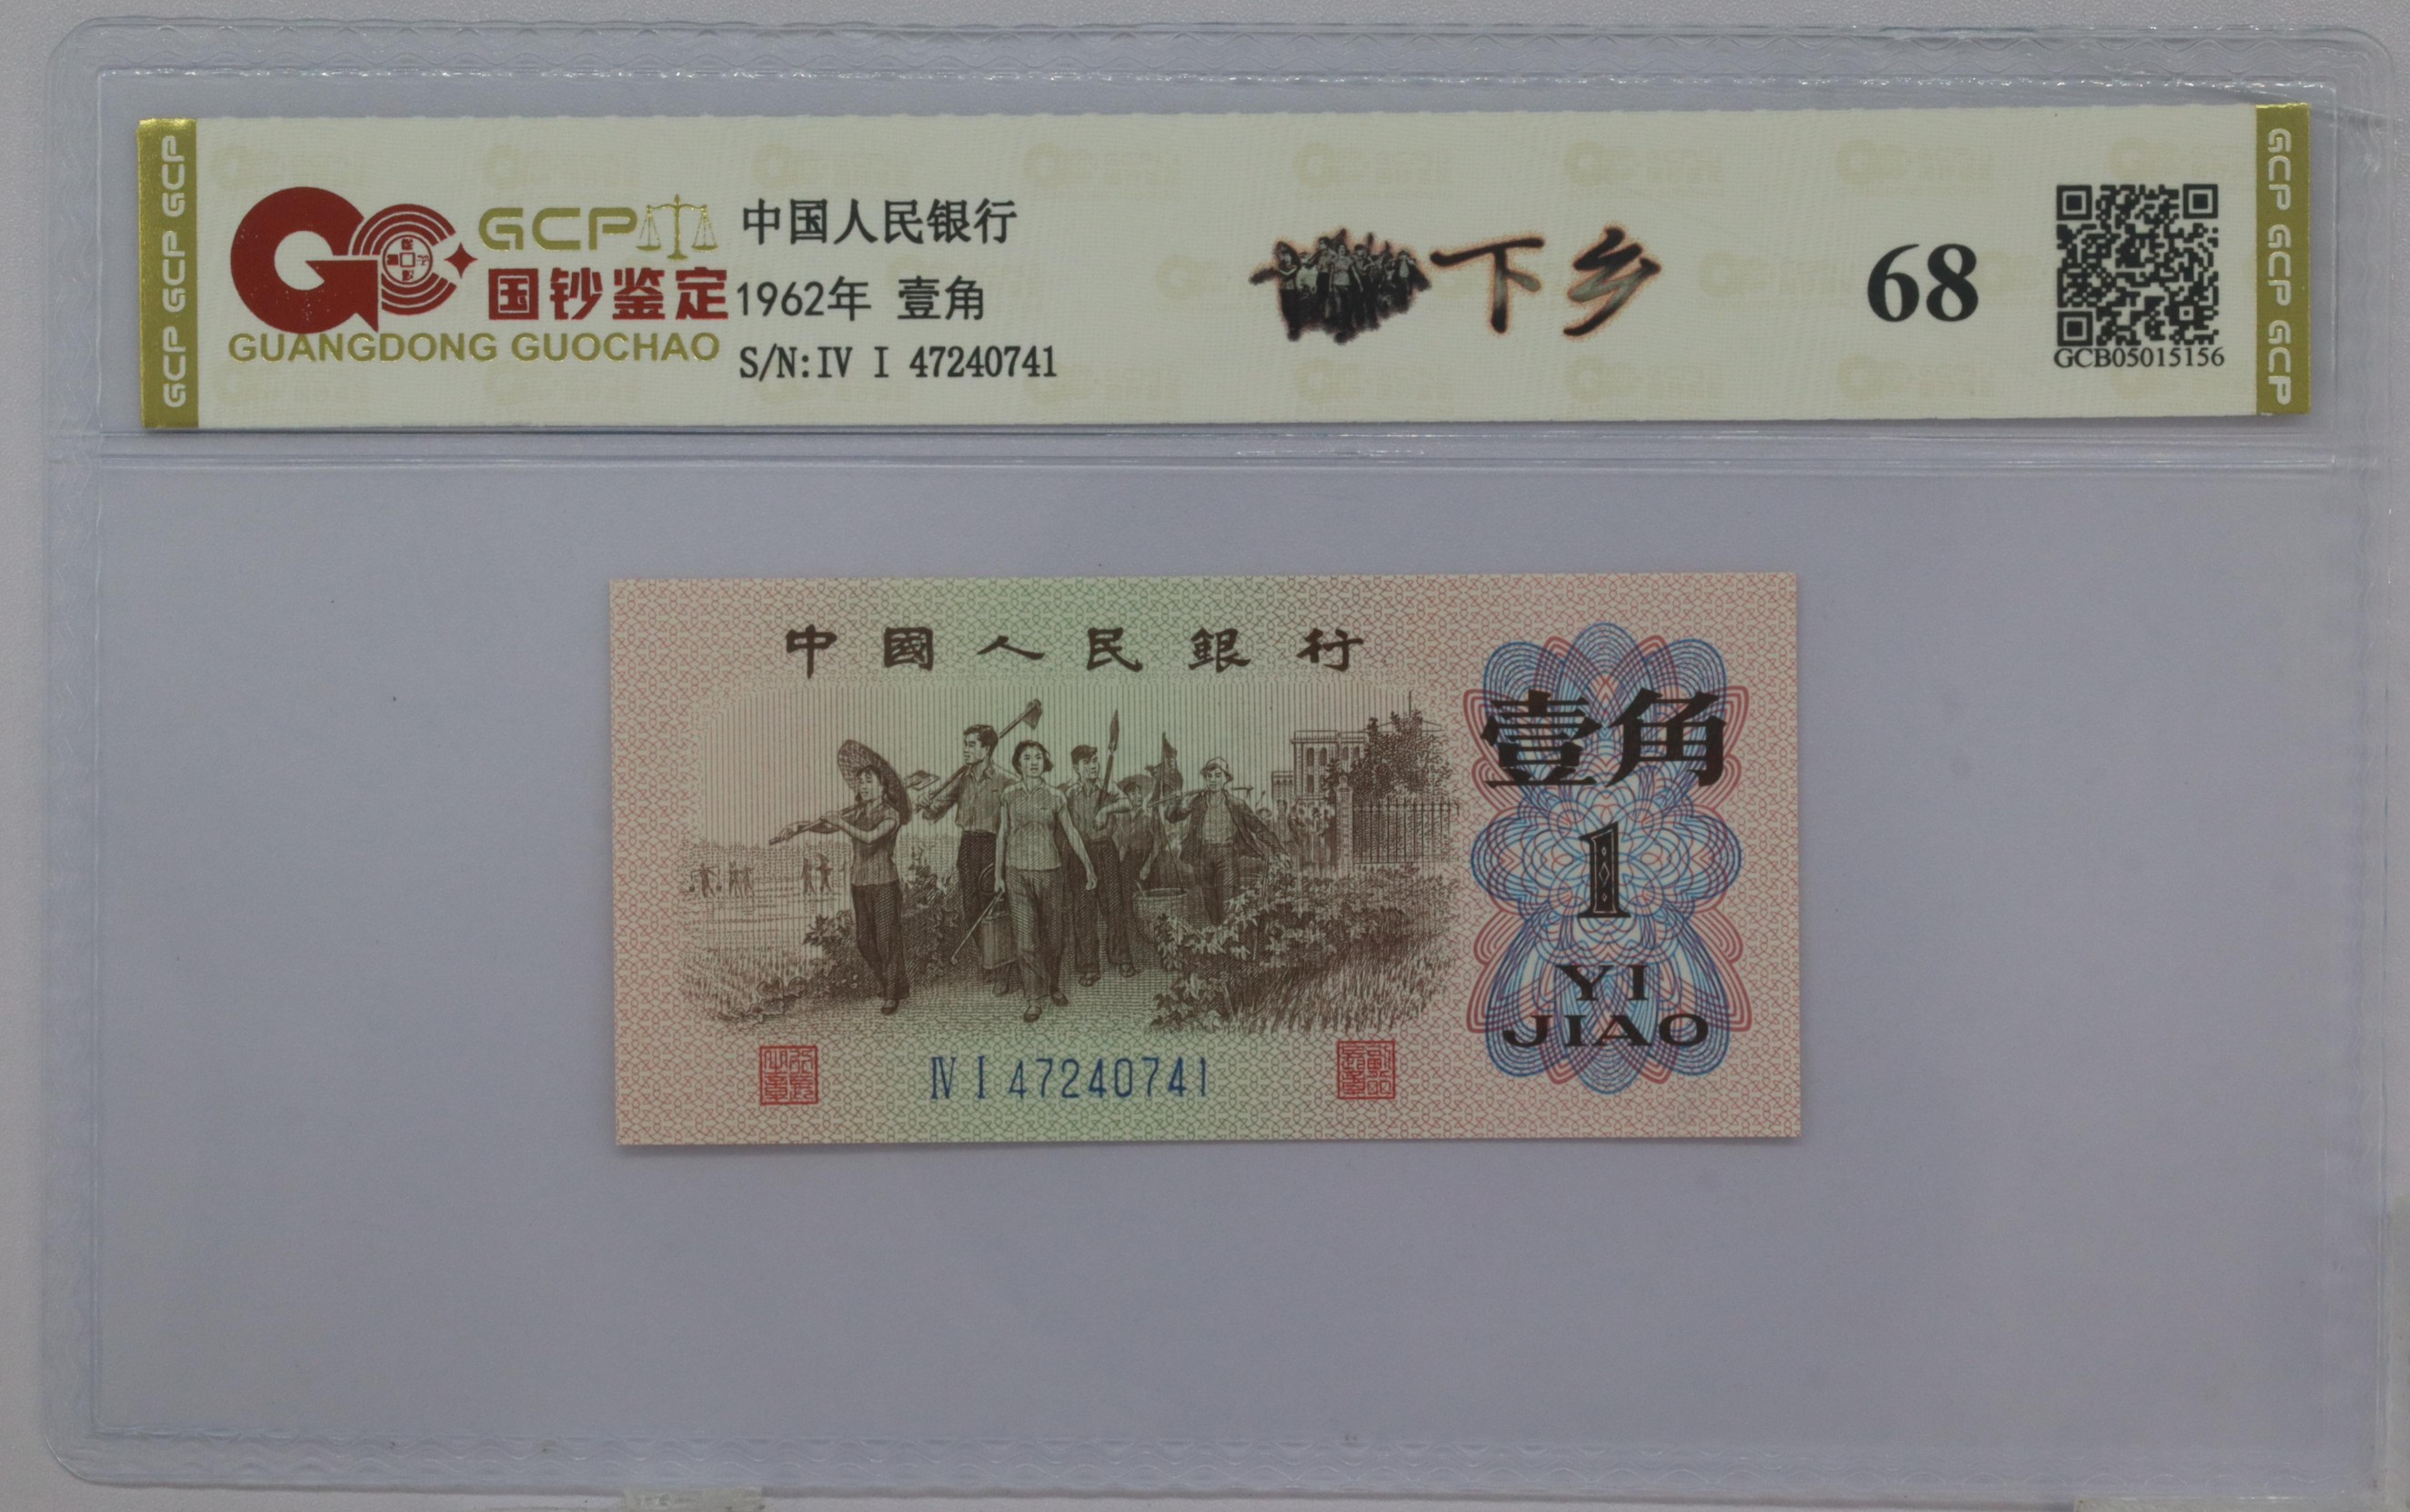 GCP GCP GCP
GCP
国钞鉴定
GUANGDONG GUOCHAO
中国人民银行
1962年 壹角
S/N:IV I 47240741
下乡
68
GCB05015156
GCP GCP GCP
中國人民銀行
壹角
1
YI
JIAO
IV I 47240741